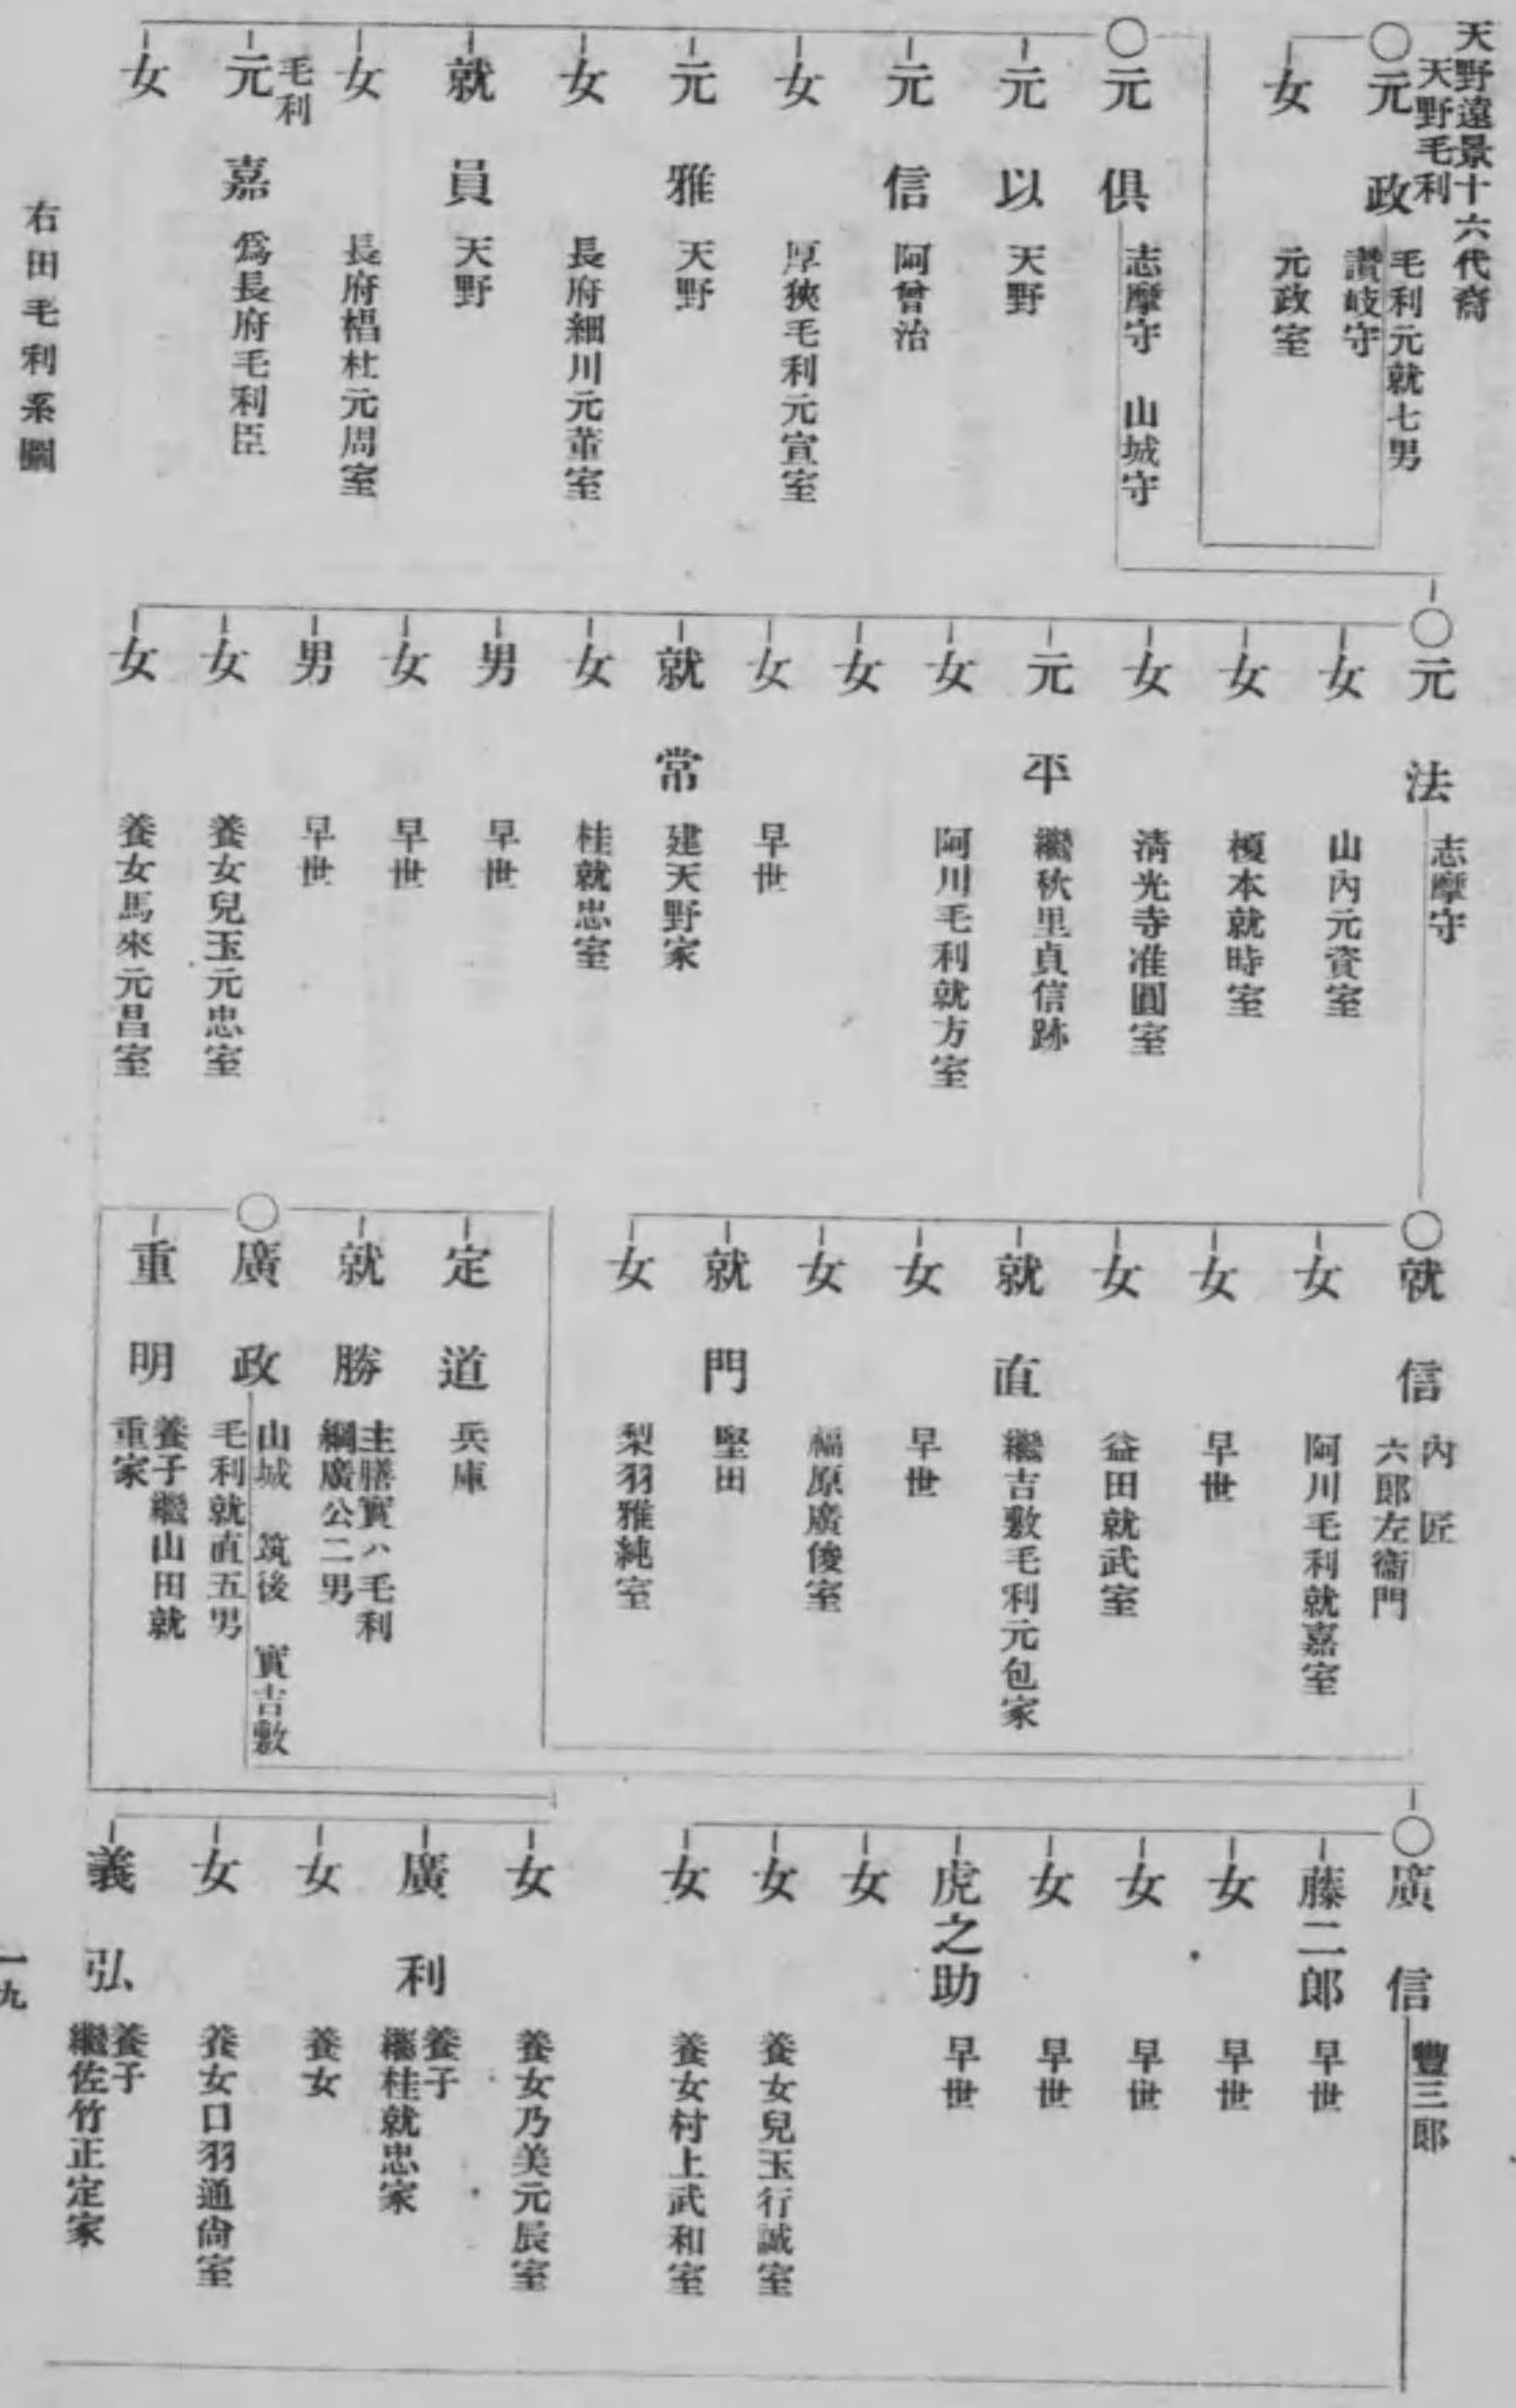 天野遠景十六代裔
天野毛利
○元政 毛利元就七男
讚岐守
女 元政室
○元俱 志摩守 山城守
元以 天野
元信 阿曾治
女 厚狹毛利元宣室
元雅 天野
女 長府細川元董室
就員 天野
女 長府椙杜元周室
毛利
元嘉 爲長府毛利臣
女
○元法 志摩守
女 山內元資室
女 榎本就時室
女 淸光寺准圓室
元平 繼秋里貞信跡
女 阿川毛利就方室
女
女 早世
就常 建天野家
女 桂就忠室
男 早世
女 早世
男 早世
女 養女兒玉元忠室
女 養女馬來元昌室
○就信 內匠
六郎左衞門
女 阿川毛利就嘉室
女 早世
女 益田就武室
就直 繼吉敷毛利元包家
女 早世
女 福原廣俊室
就門 堅田
女 梨羽雅純室
定道 兵庫
就勝 主膳實ハ毛利
綱廣公二男
○廣政 山城 筑後 實吉敷
毛利就直五男
重明 養子繼山田就
重家
○廣信 豐三郎
藤二郎 早世
女 早世
女 早世
女 早世
虎之助 早世
女
女 養女兒玉行誠室
女 養女村上武和室
女 養女乃美元辰室
廣利 養子
繼桂就忠家
女 養女
女 養女口羽通尙室
義弘 養子
繼佐竹正定家
右田毛利系圖
一九